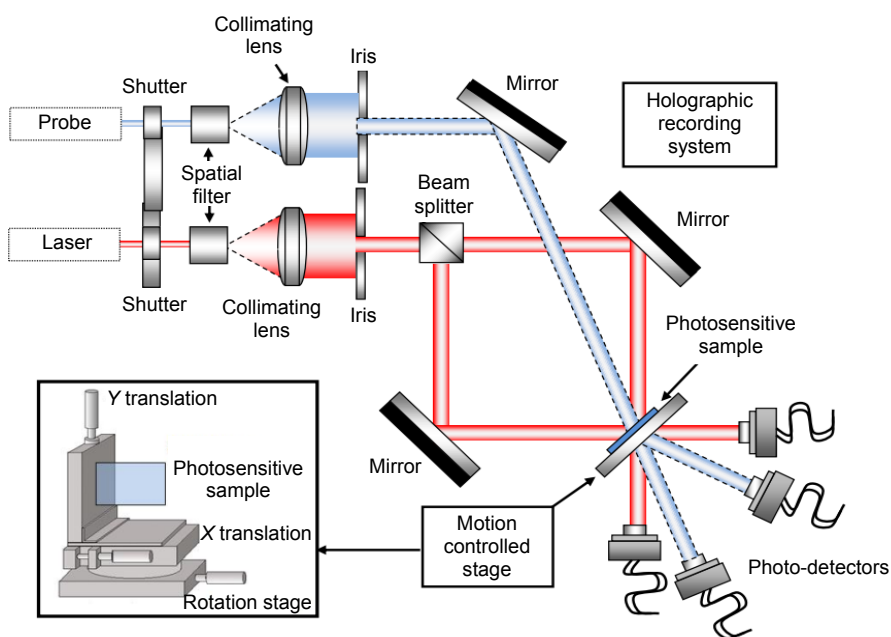 Collimating
lens
Iris
Shutter
Mirror
Probe
Holographic
recording
system
Spatial
filter
Beam
splitter
Mirror
Laser
Shutter
Collimating
lens
Iris
Photosensitive
sample
Y translation
Photosensitive
sample
Mirror
X translation
Motion
controlled
stage
Rotation stage
Photo-detectors